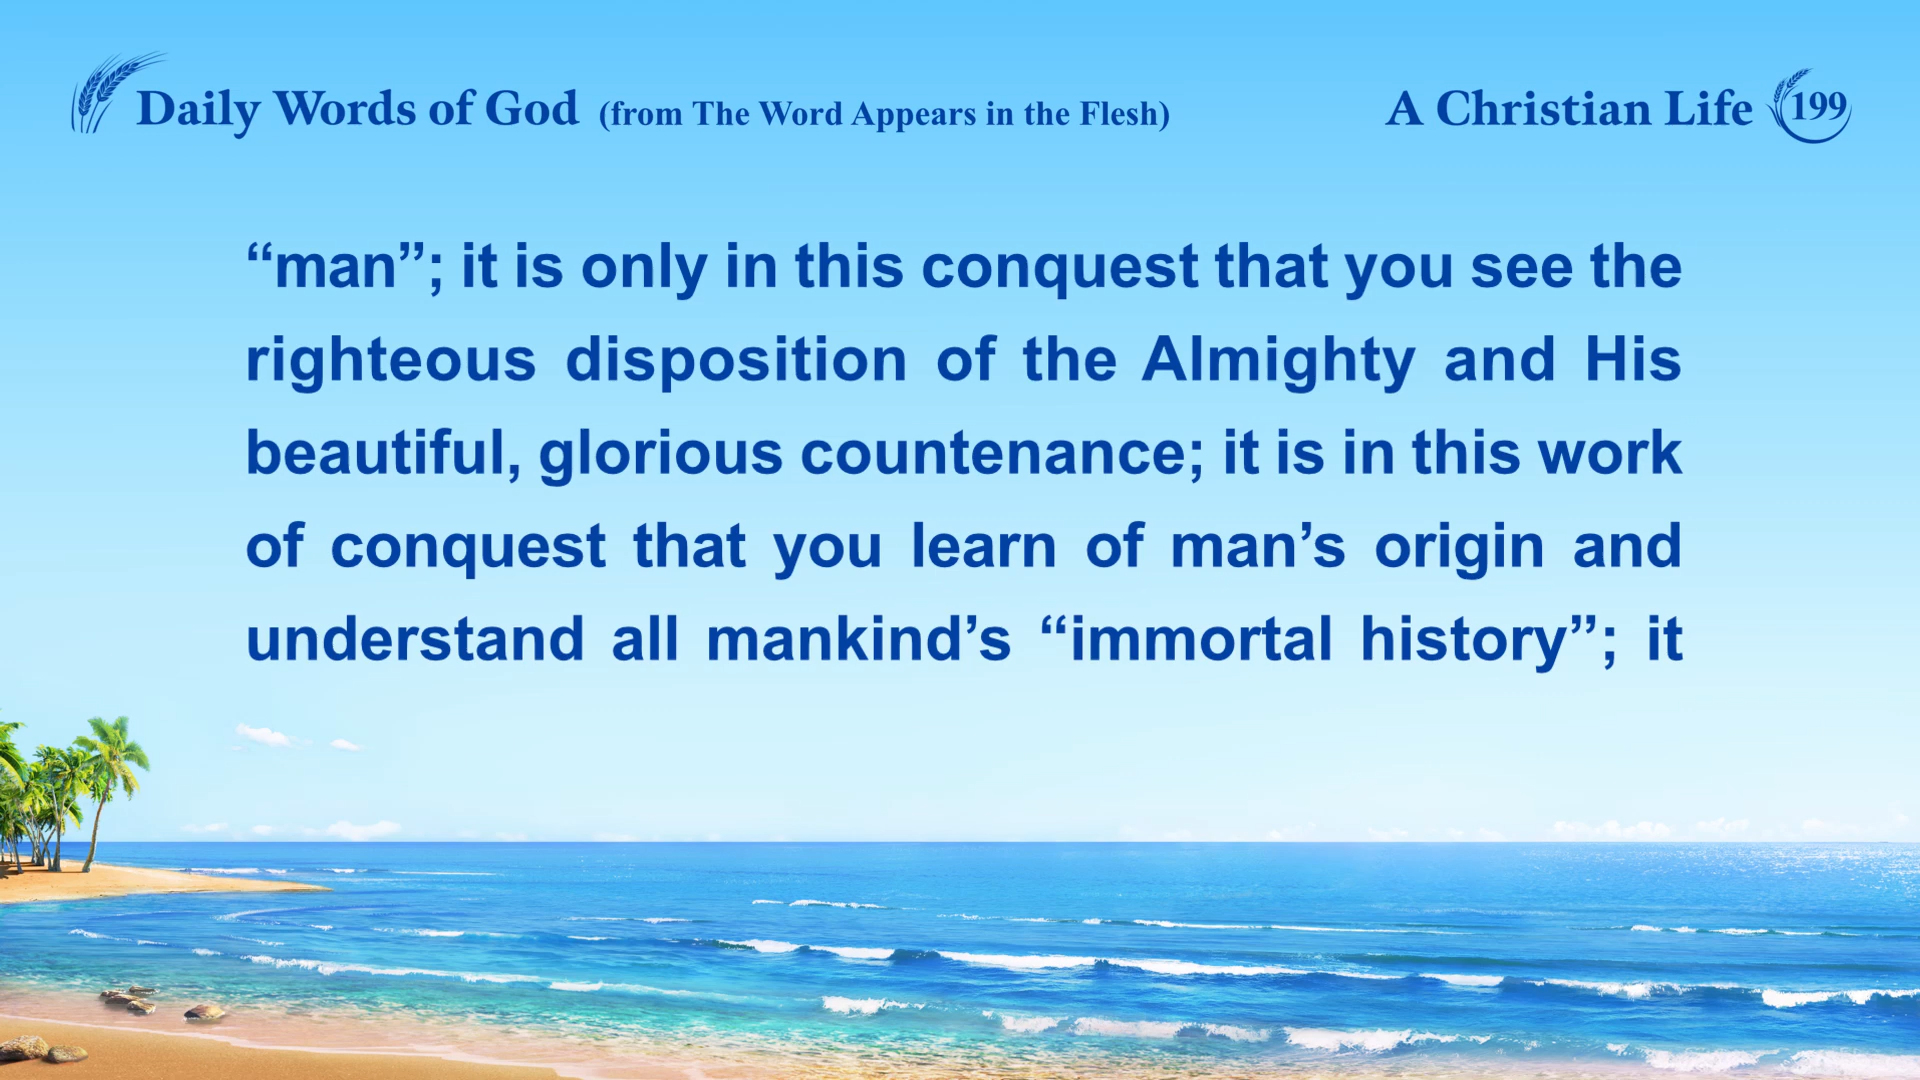 Daily Words of God (from The Word Appears in the Flesh)
A Christian Life 199
“man”; it is only in this conquest that you see the
righteous disposition of the Almighty and His
beautiful, glorious countenance; it is in this work
of conquest that you learn of man’s origin and
understand all mankind’s “immortal history”; it